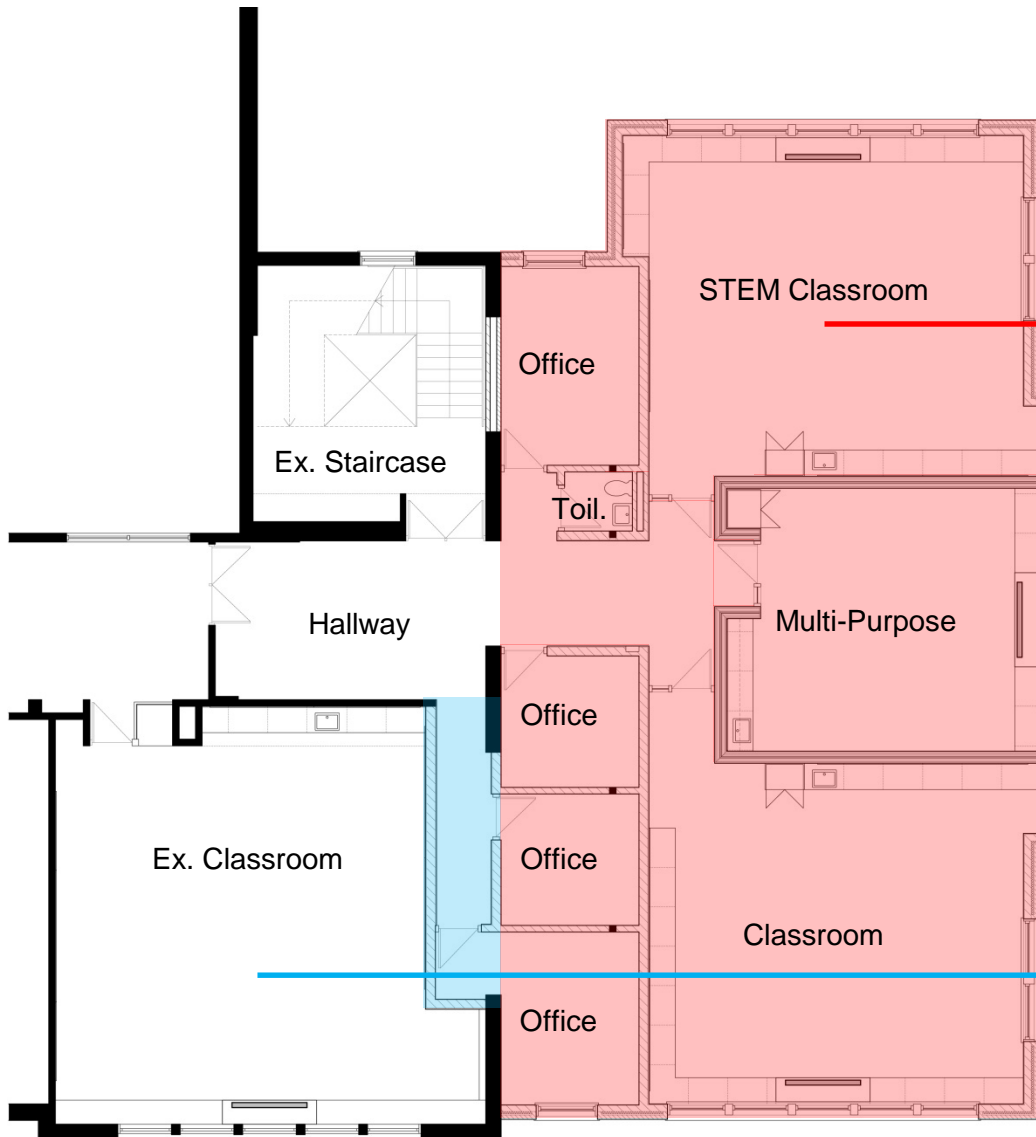 STEM Classroom
Office
Ex. Staircase
Toil.
Hallway
Multi-Purpose
Office
Ex. Classroom
Office
Classroom
Office